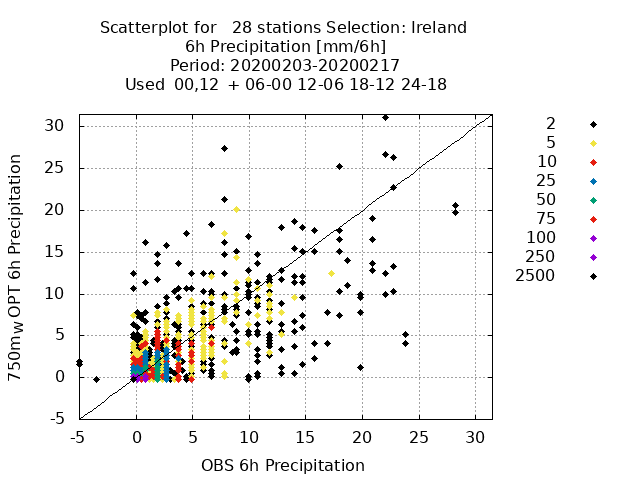 Scatterplot for 28 stations Selection: Ireland
6h Precipitation [mm/6h]
Period: 20200203-20200217
Used 00,12 + 06-00 12-06 18-12 24-18
750mw OPT 6h Precipitation
30
25
20
15
10
5
0
-5
-5 0 5 10 15 20 25 30
OBS 6h Precipitation
2
5
10
25
50
75
100
250
2500